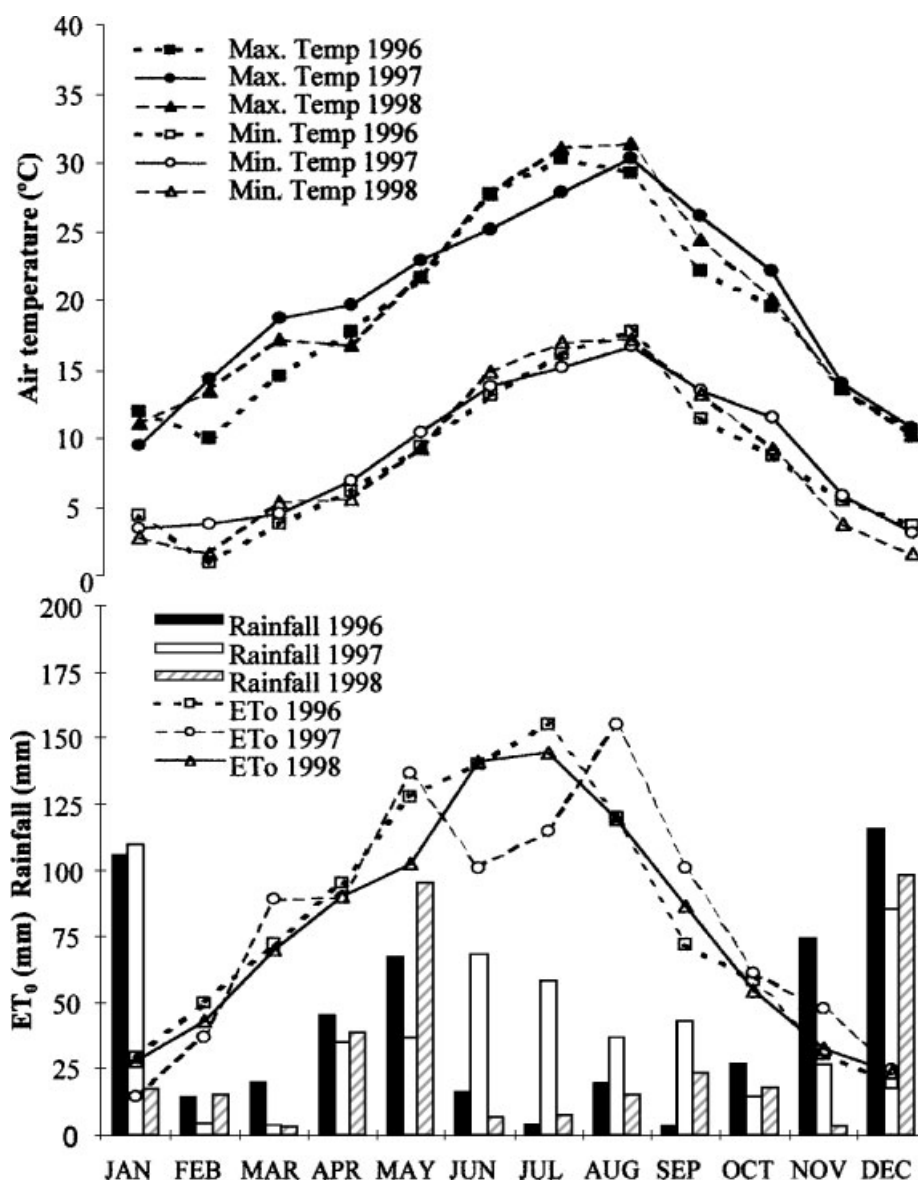 40
35
30
25
20
15
10
5
0
Air temperature (ºC)
Max. Temp 1996
Max. Temp 1997
Max. Temp 1998
Min. Temp 1996
Min. Temp 1997
Min. Temp 1998
200
175
150
125
100
75
50
25
0
ET₀ (mm) Rainfall (mm)
Rainfall 1996
Rainfall 1997
Rainfall 1998
ETo 1996
ETo 1997
ETo 1998
JAN FEB MAR APR MAY JUN JUL AUG SEP OCT NOV DEC